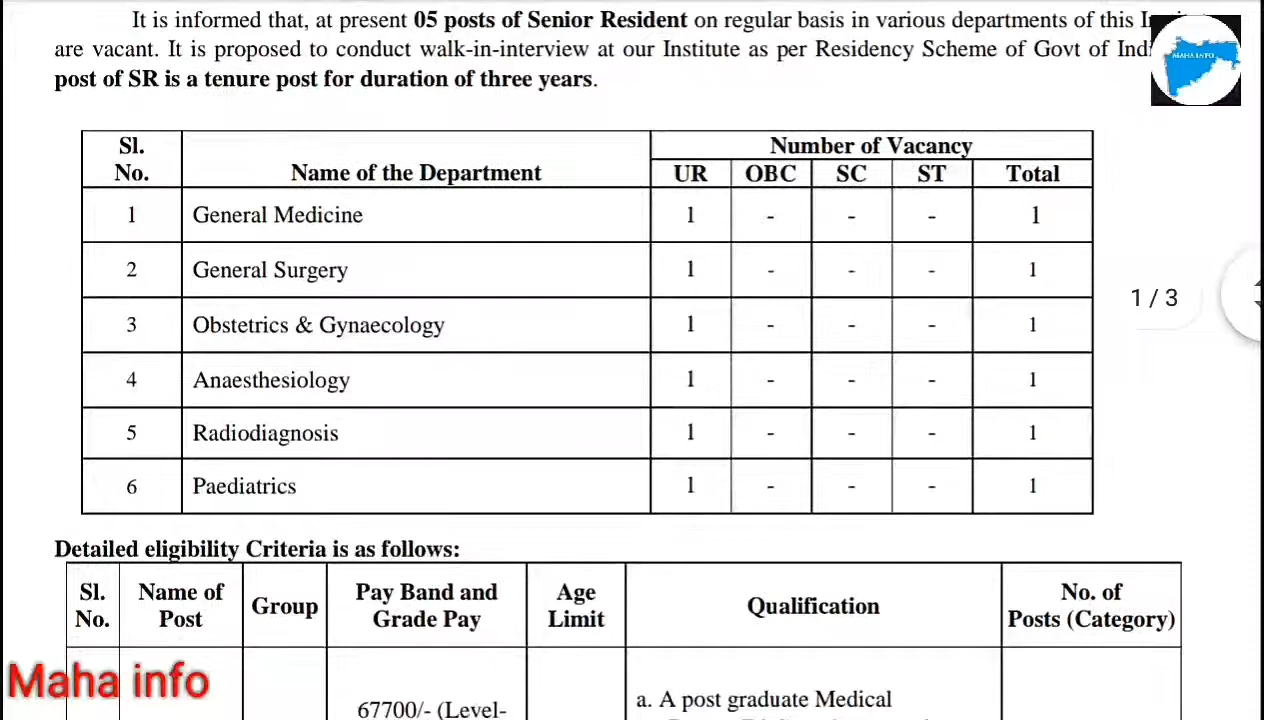 It is informed that, at present 05 posts of Senior Resident on regular basis in various departments of this
are vacant. It is proposed to conduct walk-in-interview at our Institute as per Residency Scheme of Govt of
post of SR is a tenure post for duration of three years.
MAHA INFO
Sl. No. Name of the Department Number of Vacancy
UR OBC SC ST Total
1 General Medicine 1 - - - 1
2 General Surgery 1 - - - 1
3 Obstetrics & Gynaecology 1 - - - 1
4 Anaesthesiology 1 - - - 1
5 Radiodiagnosis 1 - - - 1
6 Paediatrics 1 - - - 1
1 / 3
Detailed eligibility Criteria is as follows:
Sl. Name of Pay Band and Age No. of
No. Post Group Grade Pay Limit Qualification Posts (Category)
Maha info
67700/- (Level- a. A post graduate Medical